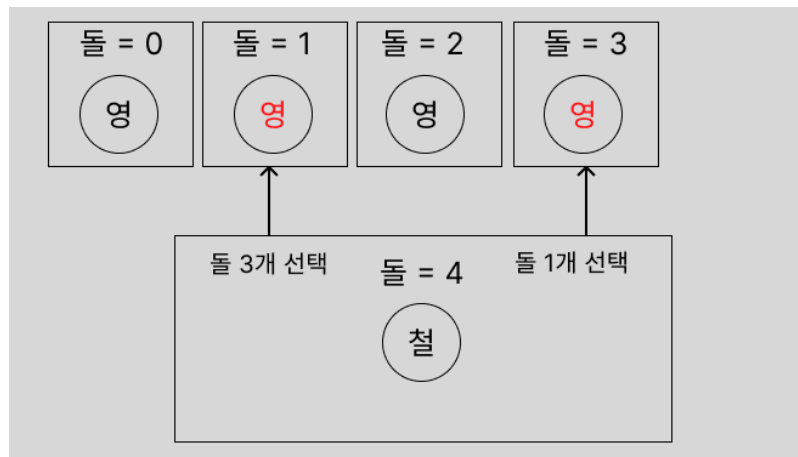 돌 = 0 돌 = 1 돌 = 2 돌 = 3
영 영 영 영
돌 3개 선택 돌 = 4 돌 1개 선택
철